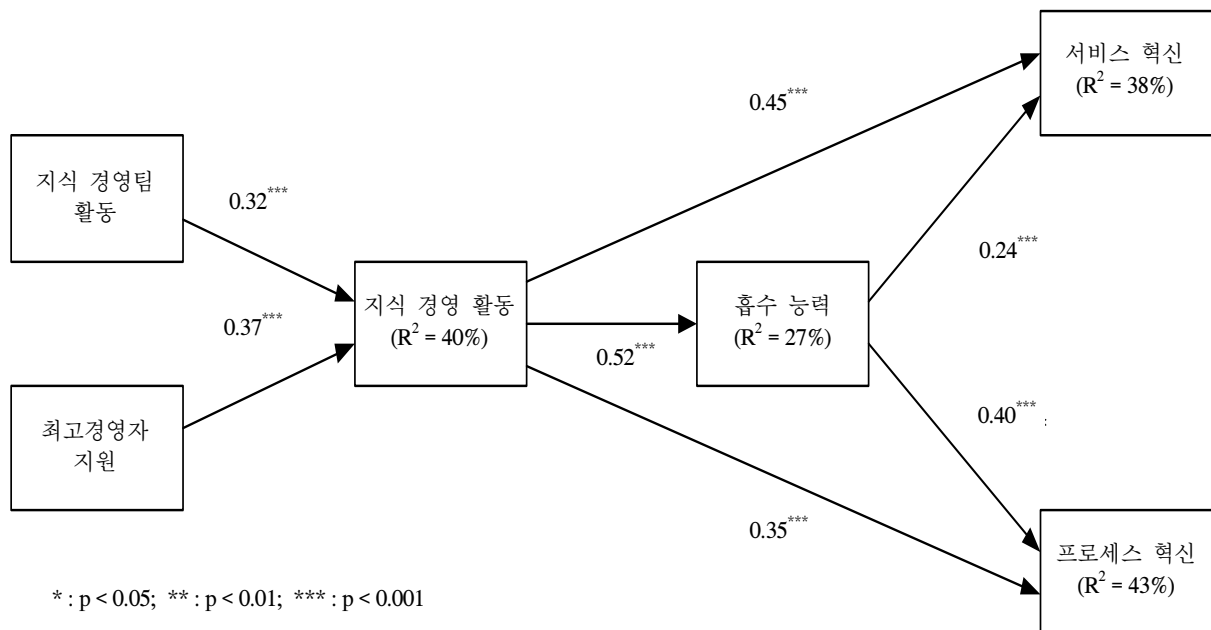 서비스 혁신
(R² = 38%)
0.45***
지식 경영팀
활동
0.32***
0.24***
지식 경영 활동
(R² = 40%)
흡수 능력
(R² = 27%)
0.37***
0.52***
최고경영자
지원
0.40***
:
0.35***
프로세스 혁신
(R² = 43%)
* : p < 0.05; ** : p < 0.01; *** : p < 0.001